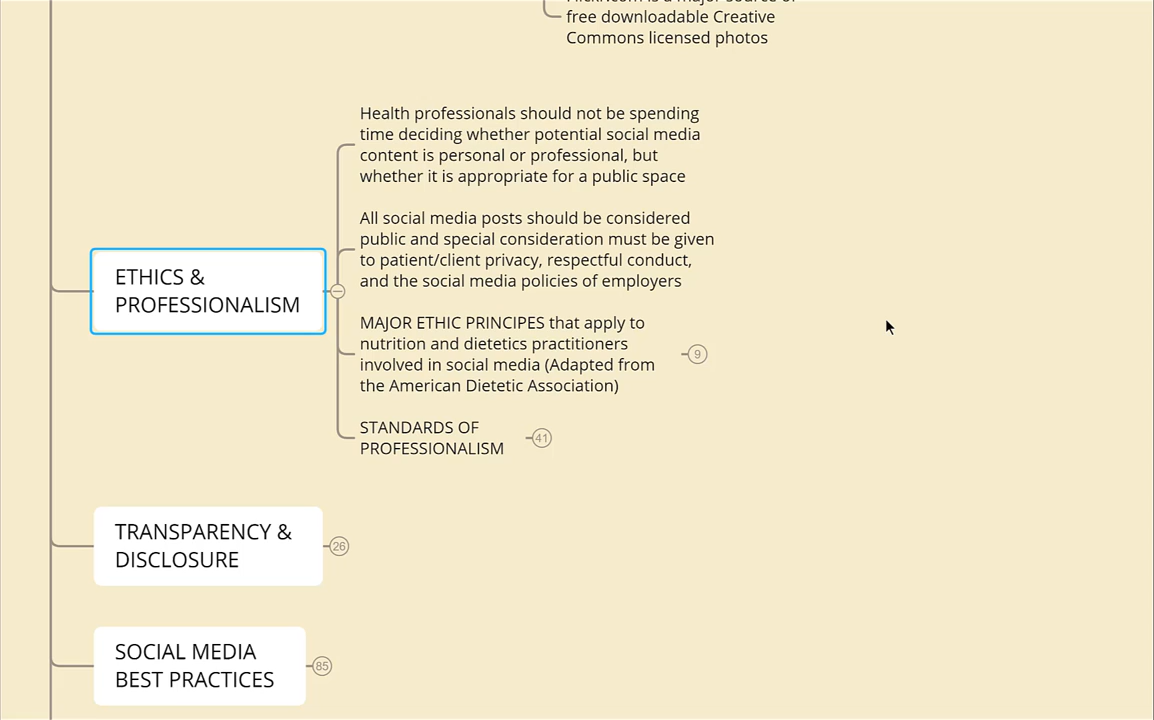 free downloadable Creative
Commons licensed photos
Health professionals should not be spending
time deciding whether potential social media
content is personal or professional, but
whether it is appropriate for a public space
All social media posts should be considered
public and special consideration must be given
to patient/client privacy, respectful conduct,
and the social media policies of employers
ETHICS &
PROFESSIONALISM
MAJOR ETHIC PRINCIPES that apply to
nutrition and dietetics practitioners
involved in social media (Adapted from
the American Dietetic Association)
9
STANDARDS OF
PROFESSIONALISM
41
TRANSPARENCY &
DISCLOSURE
26
SOCIAL MEDIA
BEST PRACTICES
85